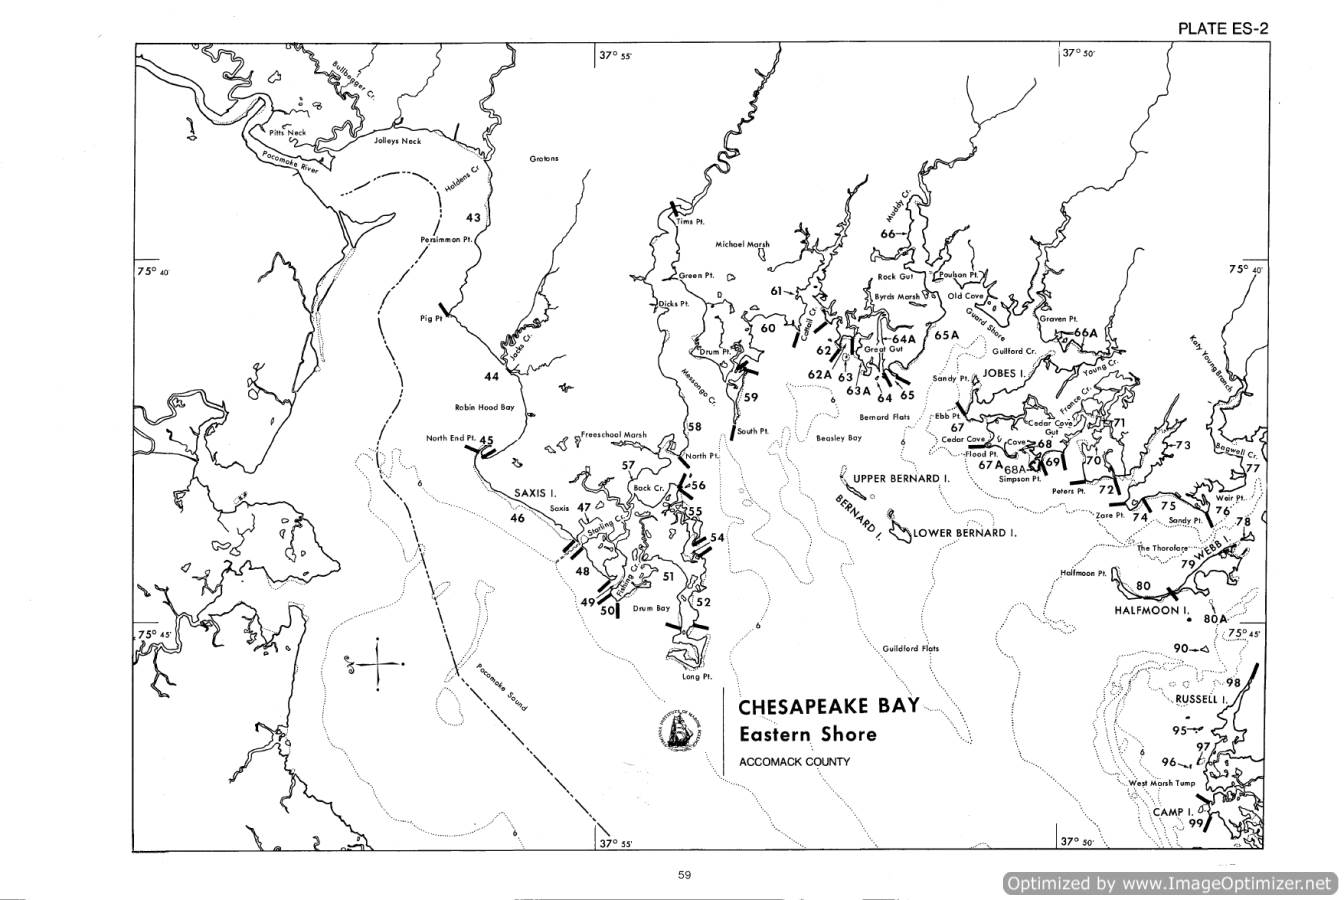 PLATE ES-2
37° 55'
37° 50'
Bullbegger Cr.
Pitts Neck
Jolleys Neck
Pocomoke River
Grotons
Holdens Cr.
43
Persimmon Pt.
Tims Pt.
Muddy Cr.
66
Michael Marsh
75° 40'
75° 40'
Green Pt.
Rock Gut
Poulson Pt.
61
Byrds Marsh
Old Cove
Dicks Pt.
Pig Pt
Cattail Cr.
60
Guard Shore
Graven Pt.
66A
64A
65A
Katy Young Branch
Jacks Cr.
Drum Pt.
62
Great Gut
Guilford Cr.
44
Messongo Cr.
62A
63
63A
64
65
Sandy Pt.
JOBES I.
Young Cr.
59
France Cr.
Robin Hood Bay
Ebb Pt.
67
Bernard Flats
Cedar Cove
Gut
71
58
South Pt.
North End Pt.
45
Freeschool Marsh
Beasley Bay
Cedar Cove
Cove
68
73
Bagwell Cr.
North Pt.
Flood Pt.
67A
68A
69
70
77
57
6
UPPER BERNARD I.
Simpson Pt.
Back Cr.
56
Peters Pt.
72
6
SAXIS I.
BERNARD I.
Weir Pt.
Saxis
47
55
Zare Pt.
74
75
76
46
Starling Cr.
Sandy Pt.
78
LOWER BERNARD I.
54
The Thorofare
WEBB I.
79
48
Fishing Cr.
51
Halfmoon Pt.
80
49
50
52
Drum Bay
HALFMOON I.
80A
75° 45'
75° 45'
6
90
Guildford Flats
Pocomoke Sound
Long Pt.
98
RUSSELL I.
CHESAPEAKE BAY
Eastern Shore
ACCOMACK COUNTY
95
97
6
96
West Marsh Tump
CAMP I.
99
6
37° 55'
37° 50'
59
Optimized by www.ImageOptimizer.net